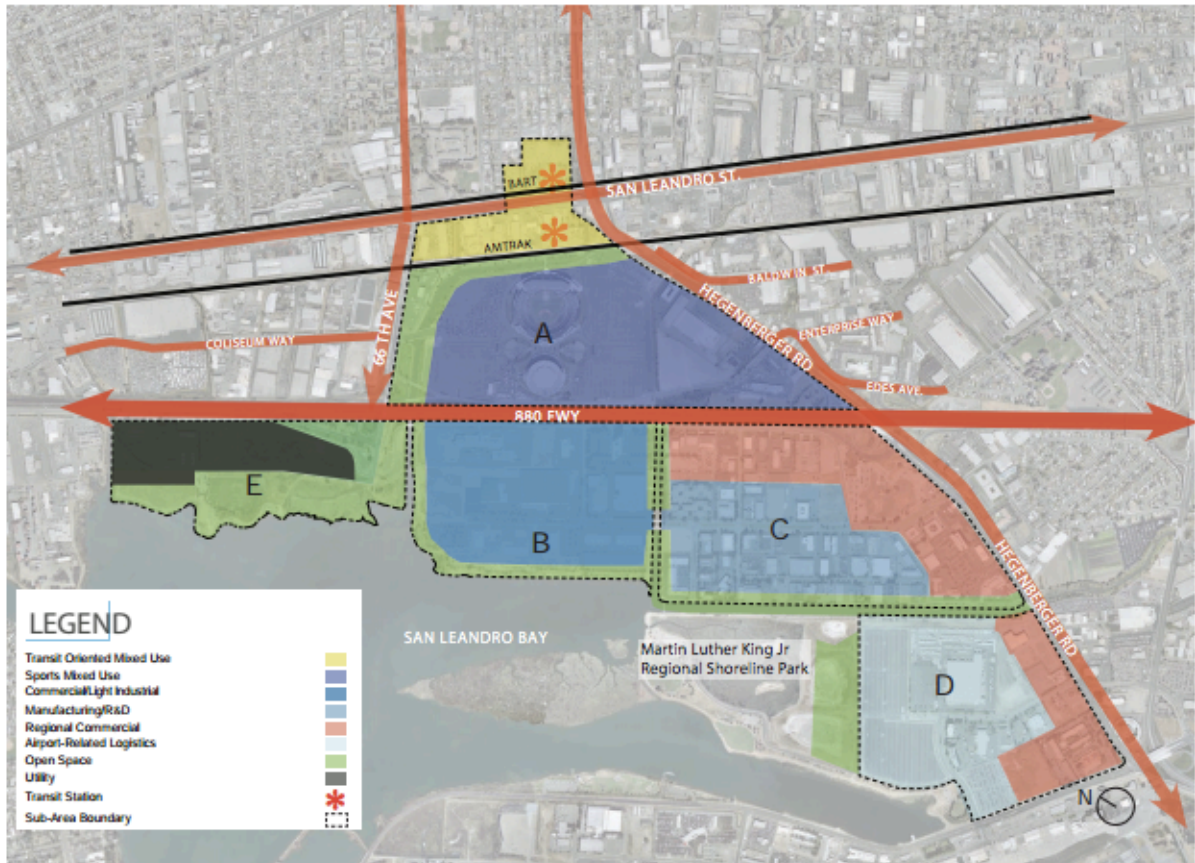 BART
SAN LEANDRO ST.
AMTRAK
BALDWIN ST.
HEGENBERGER RD
66 TH AVE
COLISEUM WAY
ENTERPRISE WAY
A
EDES AVE.
880 FWY
E
B
C
HEGENBERGER RD
LEGEND
Transit Oriented Mixed Use
Sports Mixed Use
Commercial/Light Industrial
Manufacturing/R&D
Regional Commercial
Airport-Related Logistics
Open Space
Utility
Transit Station
Sub-Area Boundary
SAN LEANDRO BAY
Martin Luther King Jr
Regional Shoreline Park
D
N